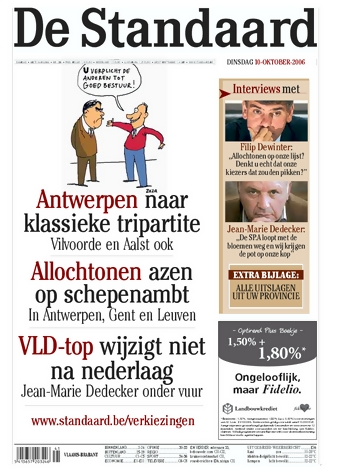 De Standaard
DINSDAG 10-OKTOBER-2006
U VERPLICHT DE
ANDEREN TOT
GOED BESTUUR!
ZAZA
Antwerpen naar
klassieke tripartite
Vilvoorde en Aalst ook
Allochtonen azen
op schepenambt
In Antwerpen, Gent en Leuven
VLD-top wijzigt niet
na nederlaag
Jean-Marie Dedecker onder vuur
www.standaard.be/verkiezingen
Interviews met
Filip Dewinter:
„Allochtonen op onze lijst?
Denkt u echt dat onze
kiezers dat zouden pikken?”
Jean-Marie Dedecker:
„De SP.A loopt met de
bloemen weg en wij krijgen
de pot op onze kop”
EXTRA BIJLAGE:
ALLE UITSLAGEN
UIT UW PROVINCIE
Optirend Plus Boekje
1,50% +
1,80%*
Ongelooflijk,
maar Fidelio.
Landbouwkrediet
VLAAMS-BRABANT